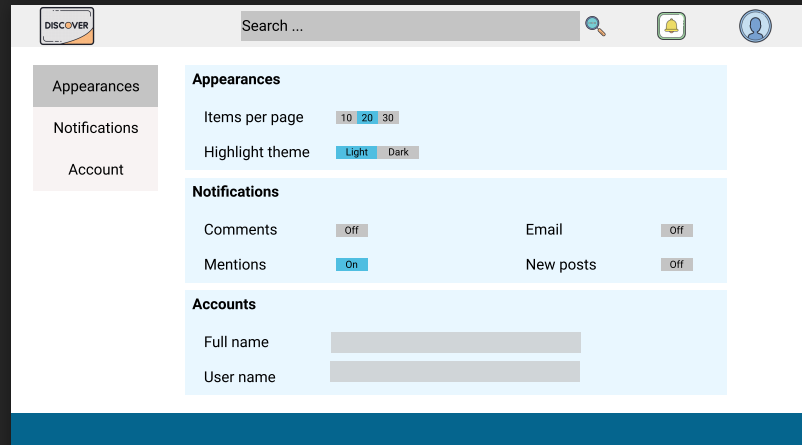 DISCOVER
Search ...
Appearances
Notifications
Account
Appearances
Items per page 10 20 30
Highlight theme Light Dark
Notifications
Comments Off Email Off
Mentions On New posts Off
Accounts
Full name
User name